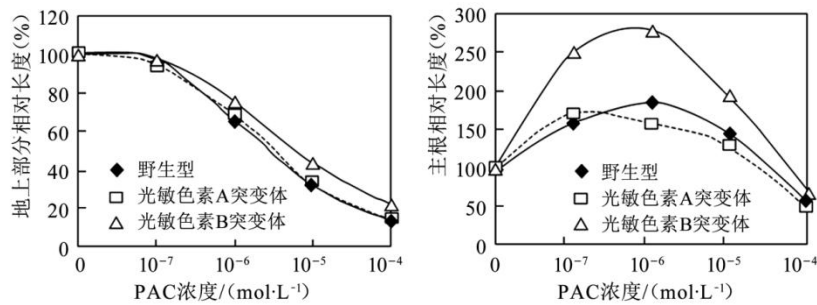 地上部分相对长度(%)
120
100
80
60
40
20
0
野生型
光敏色素A突变体
光敏色素B突变体
0 10⁻⁷ 10⁻⁶ 10⁻⁵ 10⁻⁴
PAC浓度/(mol·L⁻¹)
主根相对长度(%)
300
250
200
150
100
50
0
野生型
光敏色素A突变体
光敏色素B突变体
0 10⁻⁷ 10⁻⁶ 10⁻⁵ 10⁻⁴
PAC浓度/(mol·L⁻¹)